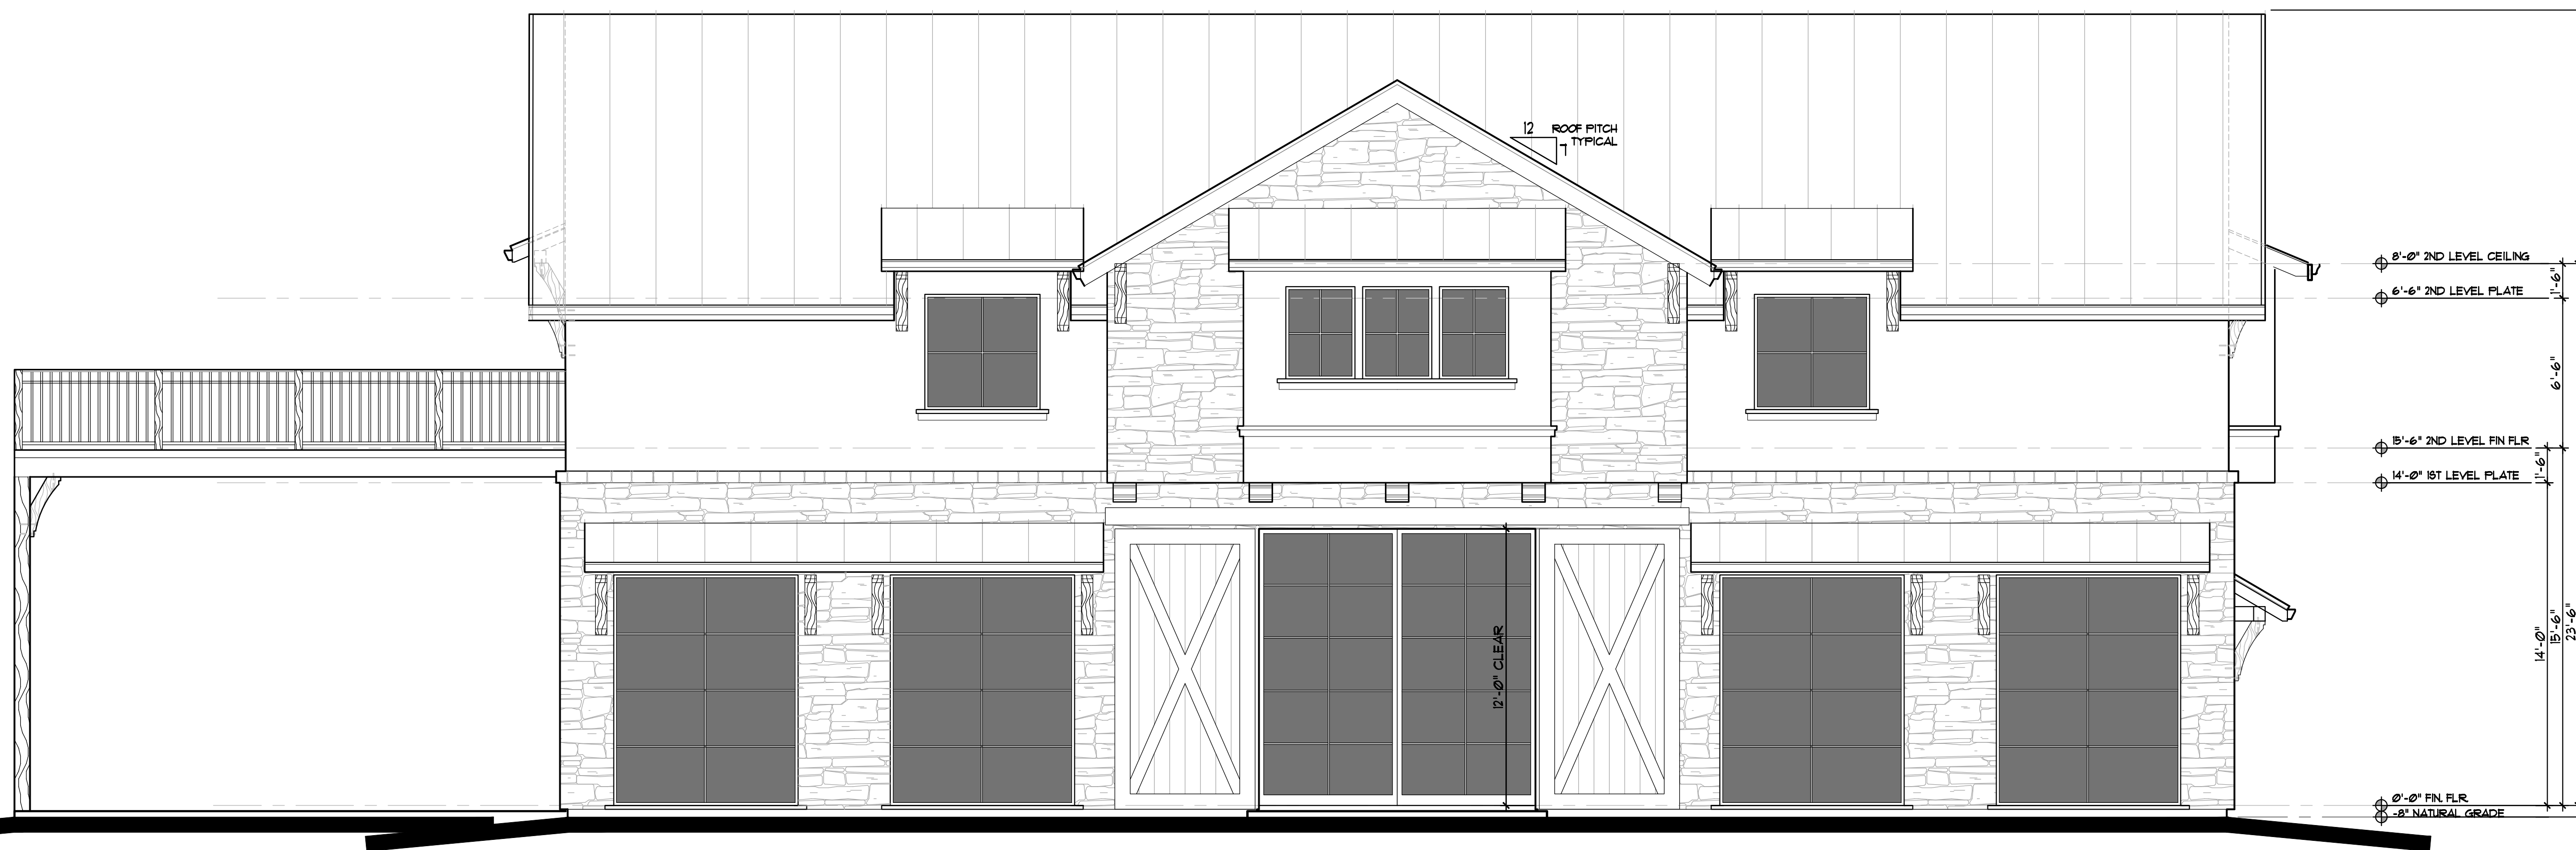 12 ROOF PITCH
7 TYPICAL
8'-0" 2ND LEVEL CEILING
1'-6"
6'-6" 2ND LEVEL PLATE
6'-6"
15'-6" 2ND LEVEL FIN FLR
1'-6"
14'-0" 1ST LEVEL PLATE
12'-0" CLEAR
14'-0"
15'-6"
23'-6"
0'-0" FIN. FLR
-8" NATURAL GRADE